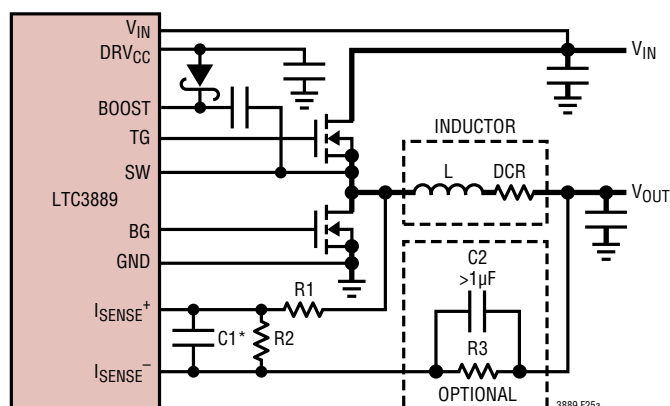 VIN
DRVCC
BOOST
TG
SW
LTC3889
BG
GND
ISENSE+
ISENSE–
C1*
R2
R1
VIN
INDUCTOR
L
DCR
VOUT
C2
>1µF
R3
OPTIONAL
3889 F25a